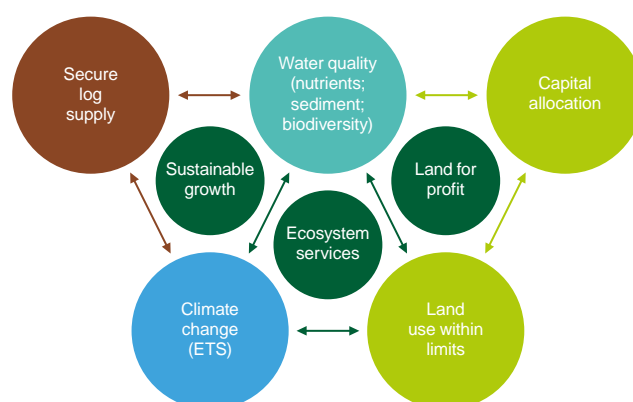 Secure
log
supply
Water quality
(nutrients;
sediment;
biodiversity)
Capital
allocation
Sustainable
growth
Land for
profit
Ecosystem
services
Climate
change
(ETS)
Land
use within
limits